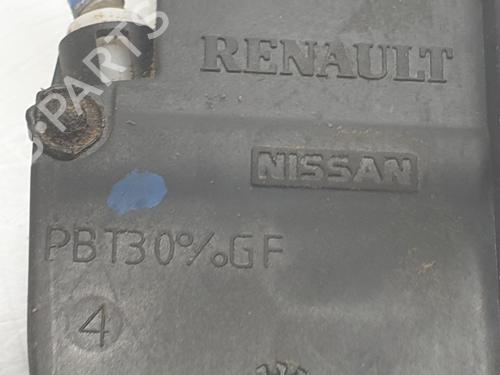 RENAULT
NISSAN
PBT30%GF
4